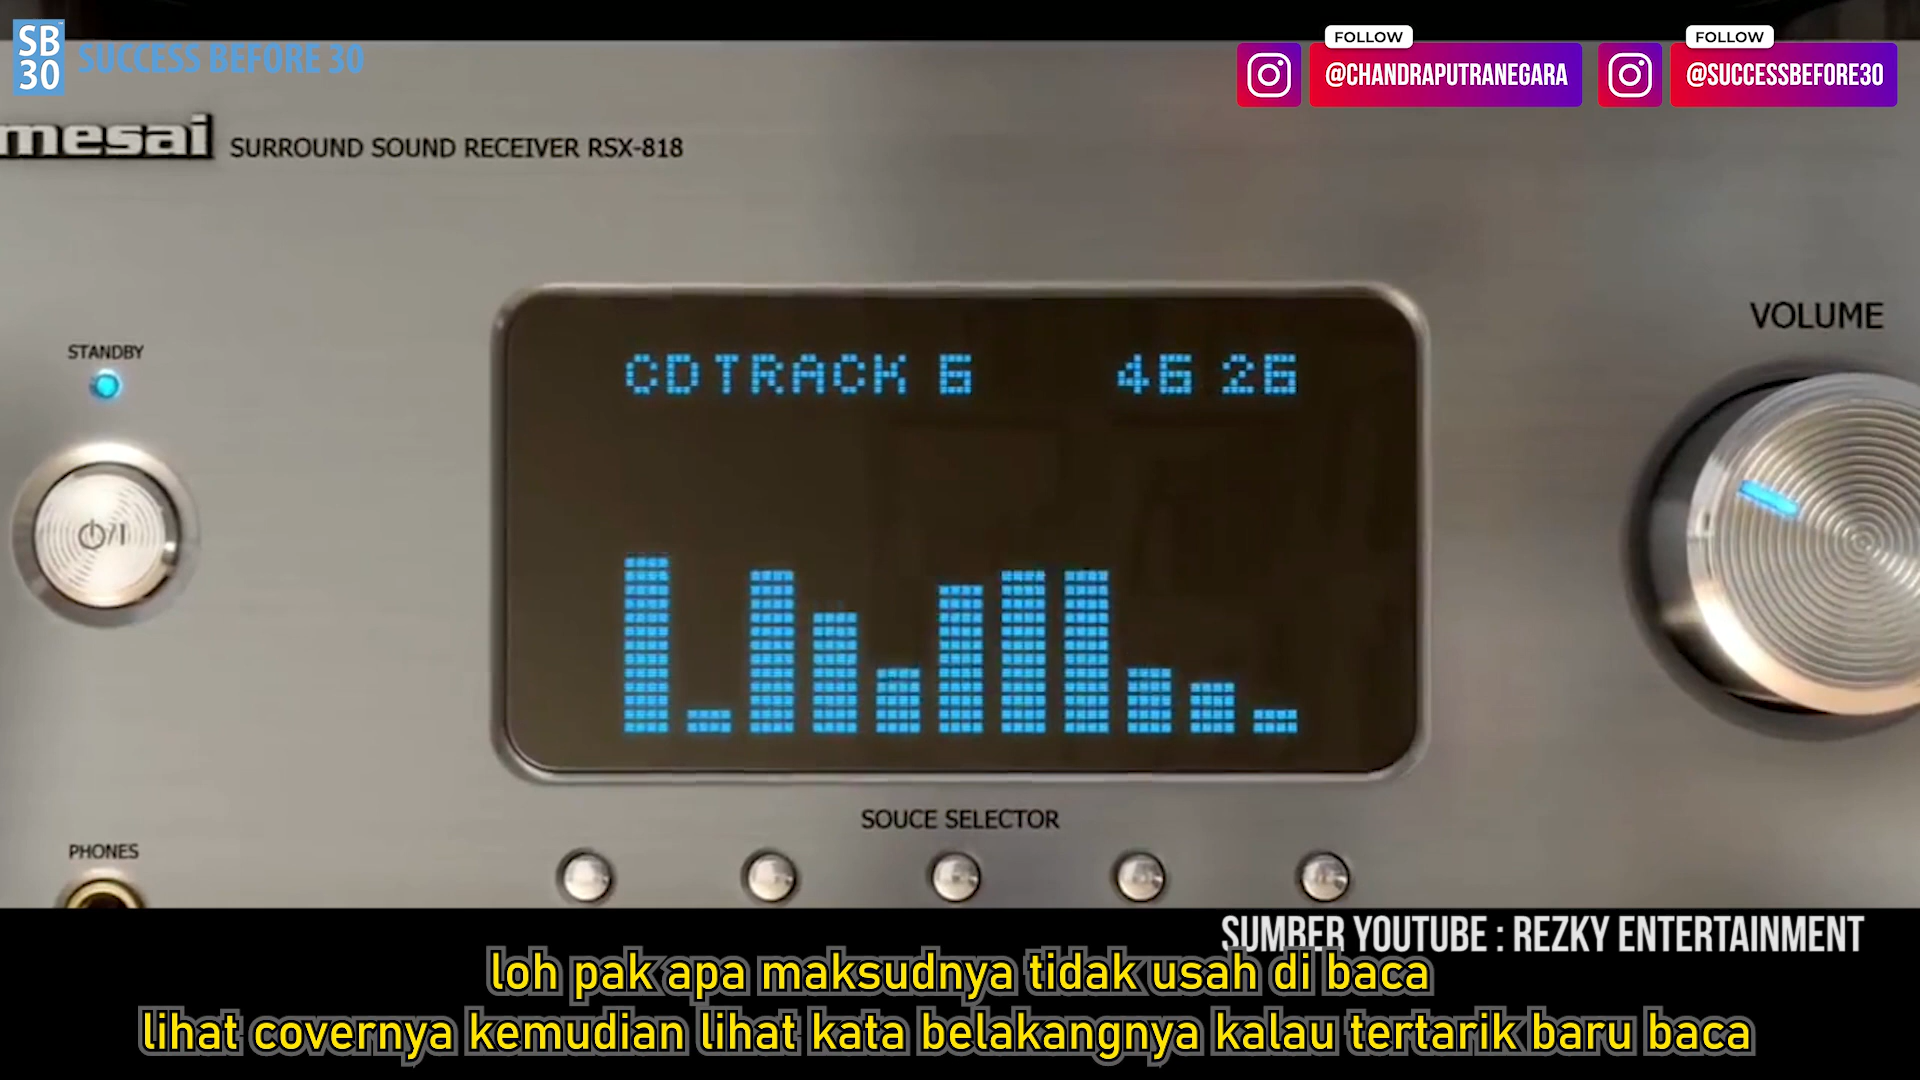 SB
30
SUCCESS BEFORE 30
FOLLOW
@CHANDRAPUTRANEGARA
FOLLOW
@SUCCESSBEFORE30
mesai SURROUND SOUND RECEIVER RSX-818
VOLUME
STANDBY
CD TRACK 6 46 26
SOUCE SELECTOR
PHONES
SUMBER YOUTUBE : REZKY ENTERTAINMENT
loh pak apa maksudnya tidak usah di baca
lihat covernya kemudian lihat kata belakangnya kalau tertarik baru baca